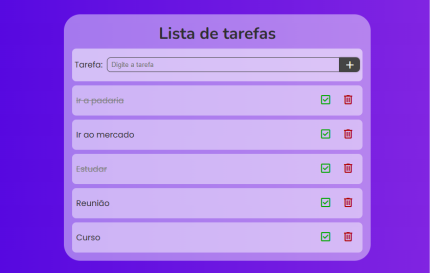 Lista de tarefas
Tarefa: Digite a tarefa +
Ir a padaria
Ir ao mercado
Estudar
Reunião
Curso